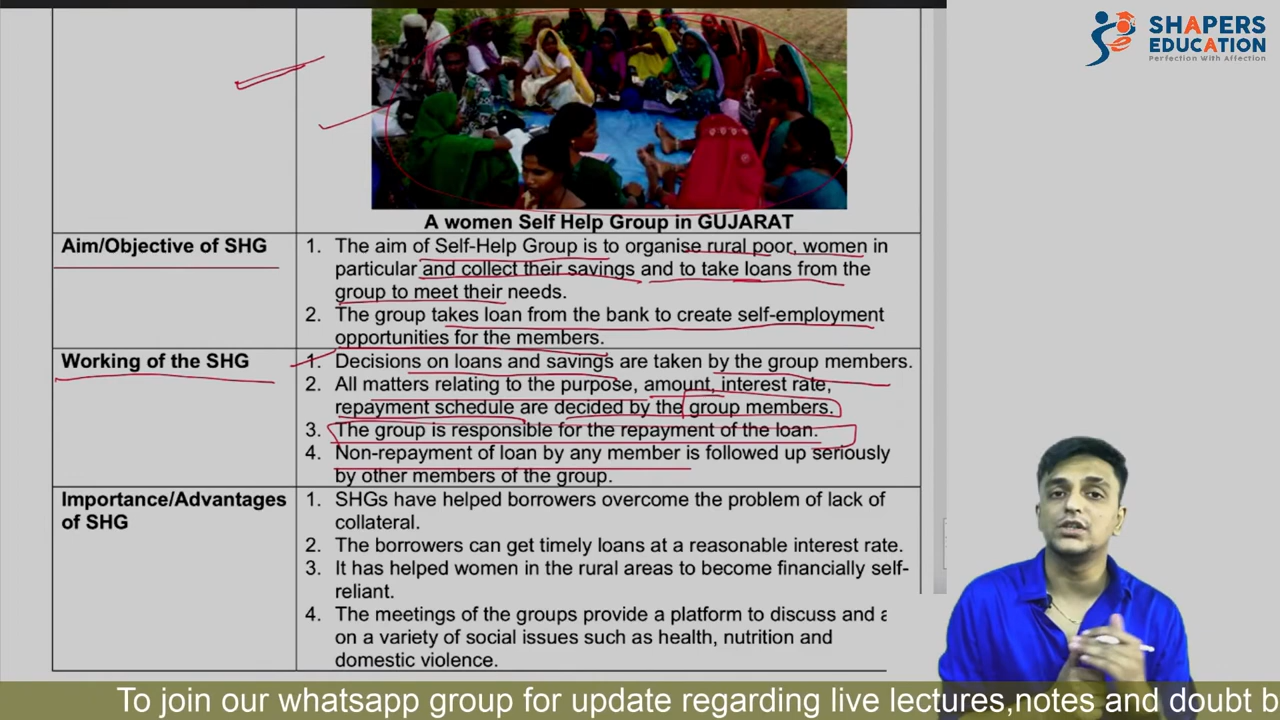 SHAPERS
EDUCATION
Perfection With Affection
A women Self Help Group in GUJARAT
Aim/Objective of SHG
1. The aim of Self-Help Group is to organise rural poor, women in
particular and collect their savings and to take loans from the
group to meet their needs.
2. The group takes loan from the bank to create self-employment
opportunities for the members.
Working of the SHG
1. Decisions on loans and savings are taken by the group members.
2. All matters relating to the purpose, amount, interest rate,
repayment schedule are decided by the group members.
3. The group is responsible for the repayment of the loan.
4. Non-repayment of loan by any member is followed up seriously
by other members of the group.
Importance/Advantages
of SHG
1. SHGs have helped borrowers overcome the problem of lack of
collateral.
2. The borrowers can get timely loans at a reasonable interest rate.
3. It has helped women in the rural areas to become financially self-
reliant.
4. The meetings of the groups provide a platform to discuss and
on a variety of social issues such as health, nutrition and
domestic violence.
To join our whatsapp group for update regarding live lectures,notes and doubt b